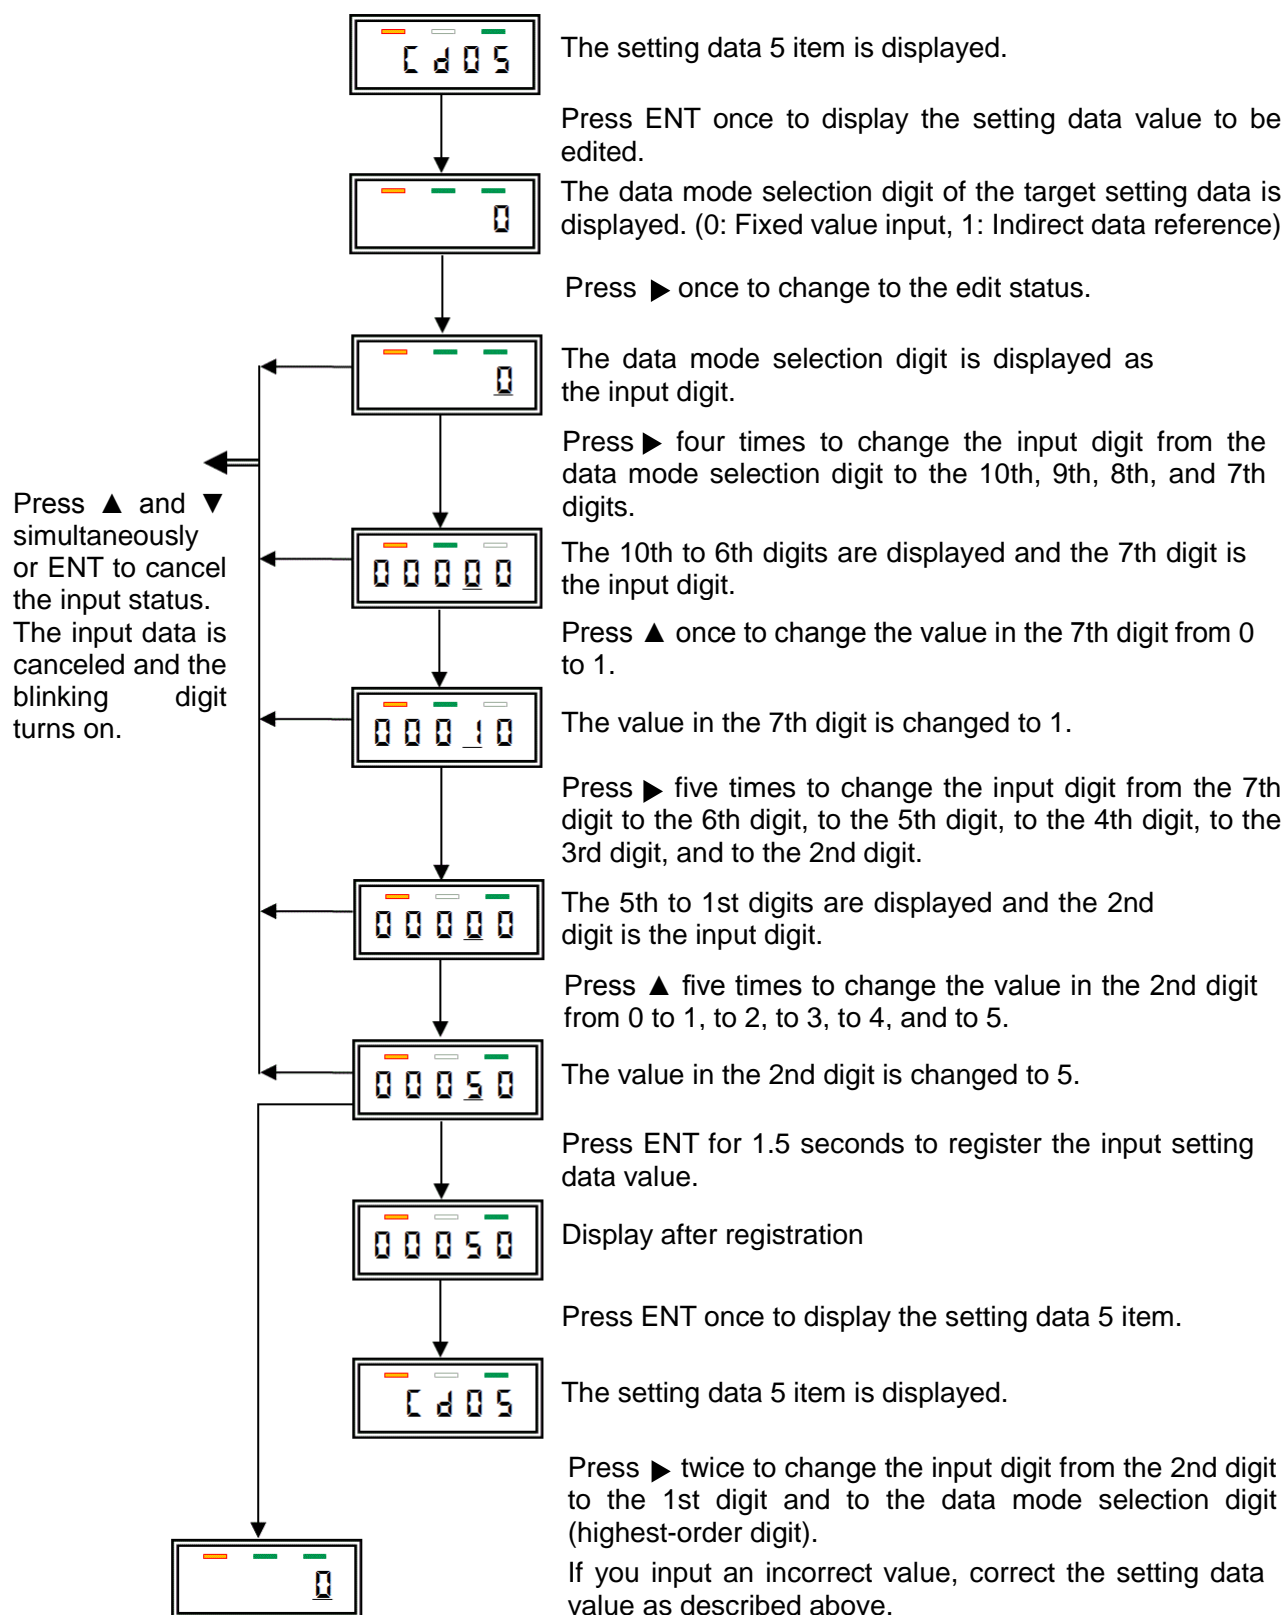 Cd05
The setting data 5 item is displayed.
Press ENT once to display the setting data value to be
edited.
0
The data mode selection digit of the target setting data is
displayed. (0: Fixed value input, 1: Indirect data reference)
Press ▶ once to change to the edit status.
0
The data mode selection digit is displayed as
the input digit.
Press ▶ four times to change the input digit from the
data mode selection digit to the 10th, 9th, 8th, and 7th
digits.
Press ▲ and ▼
simultaneously
or ENT to cancel
the input status.
The input data is
canceled and the
blinking digit
turns on.
00000
The 10th to 6th digits are displayed and the 7th digit is
the input digit.
Press ▲ once to change the value in the 7th digit from 0
to 1.
00010
The value in the 7th digit is changed to 1.
Press ▶ five times to change the input digit from the 7th
digit to the 6th digit, to the 5th digit, to the 4th digit, to the
3rd digit, and to the 2nd digit.
00000
The 5th to 1st digits are displayed and the 2nd
digit is the input digit.
Press ▲ five times to change the value in the 2nd digit
from 0 to 1, to 2, to 3, to 4, and to 5.
00050
The value in the 2nd digit is changed to 5.
Press ENT for 1.5 seconds to register the input setting
data value.
00050
Display after registration
Press ENT once to display the setting data 5 item.
Cd05
The setting data 5 item is displayed.
Press ▶ twice to change the input digit from the 2nd digit
to the 1st digit and to the data mode selection digit
(highest-order digit).
0
If you input an incorrect value, correct the setting data
value as described above.